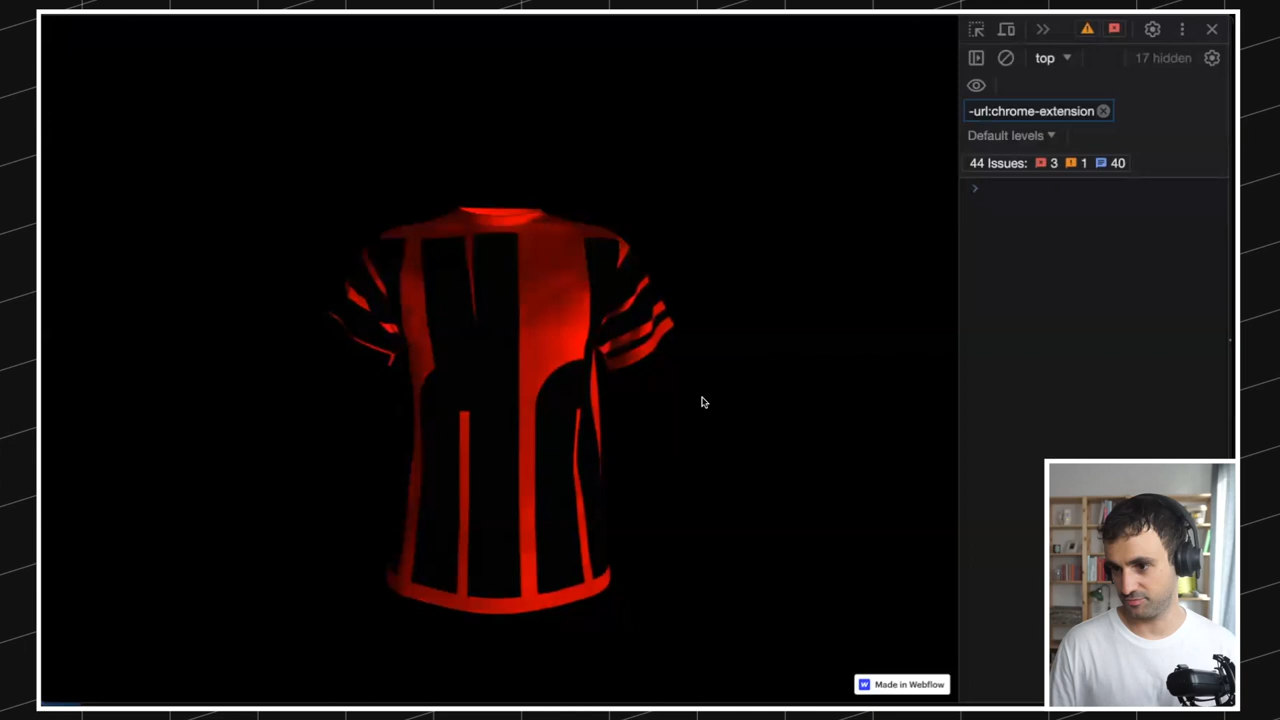 top
17 hidden
-url:chrome-extension
Default levels
44 Issues: 3 1 40
Made in Webflow